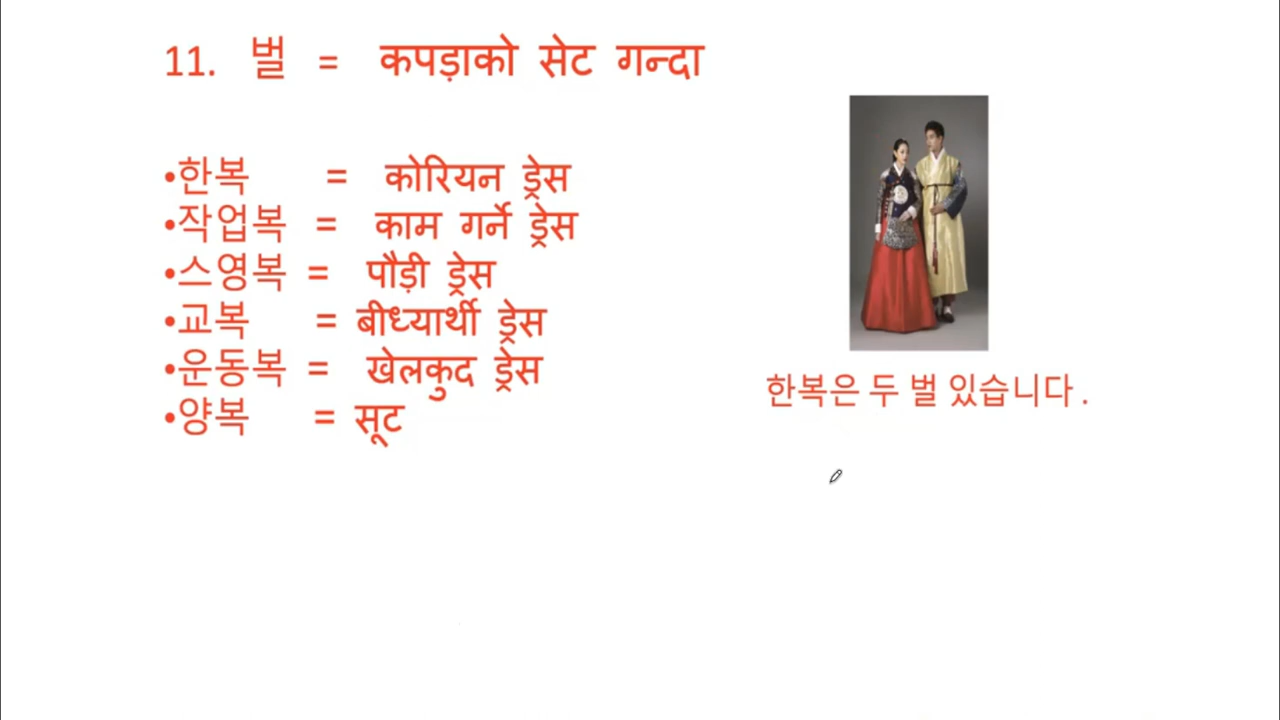 11. 벌 = कपड़ाको सेट गन्दा
•한복 = कोरियन ड्रेस
•작업복 = काम गर्ने ड्रेस
•스영복 = पौड़ी ड्रेस
•교복 = बीध्यार्थी ड्रेस
•운동복 = खेलकुद ड्रेस
•양복 = सूट
한복은 두 벌 있습니다.